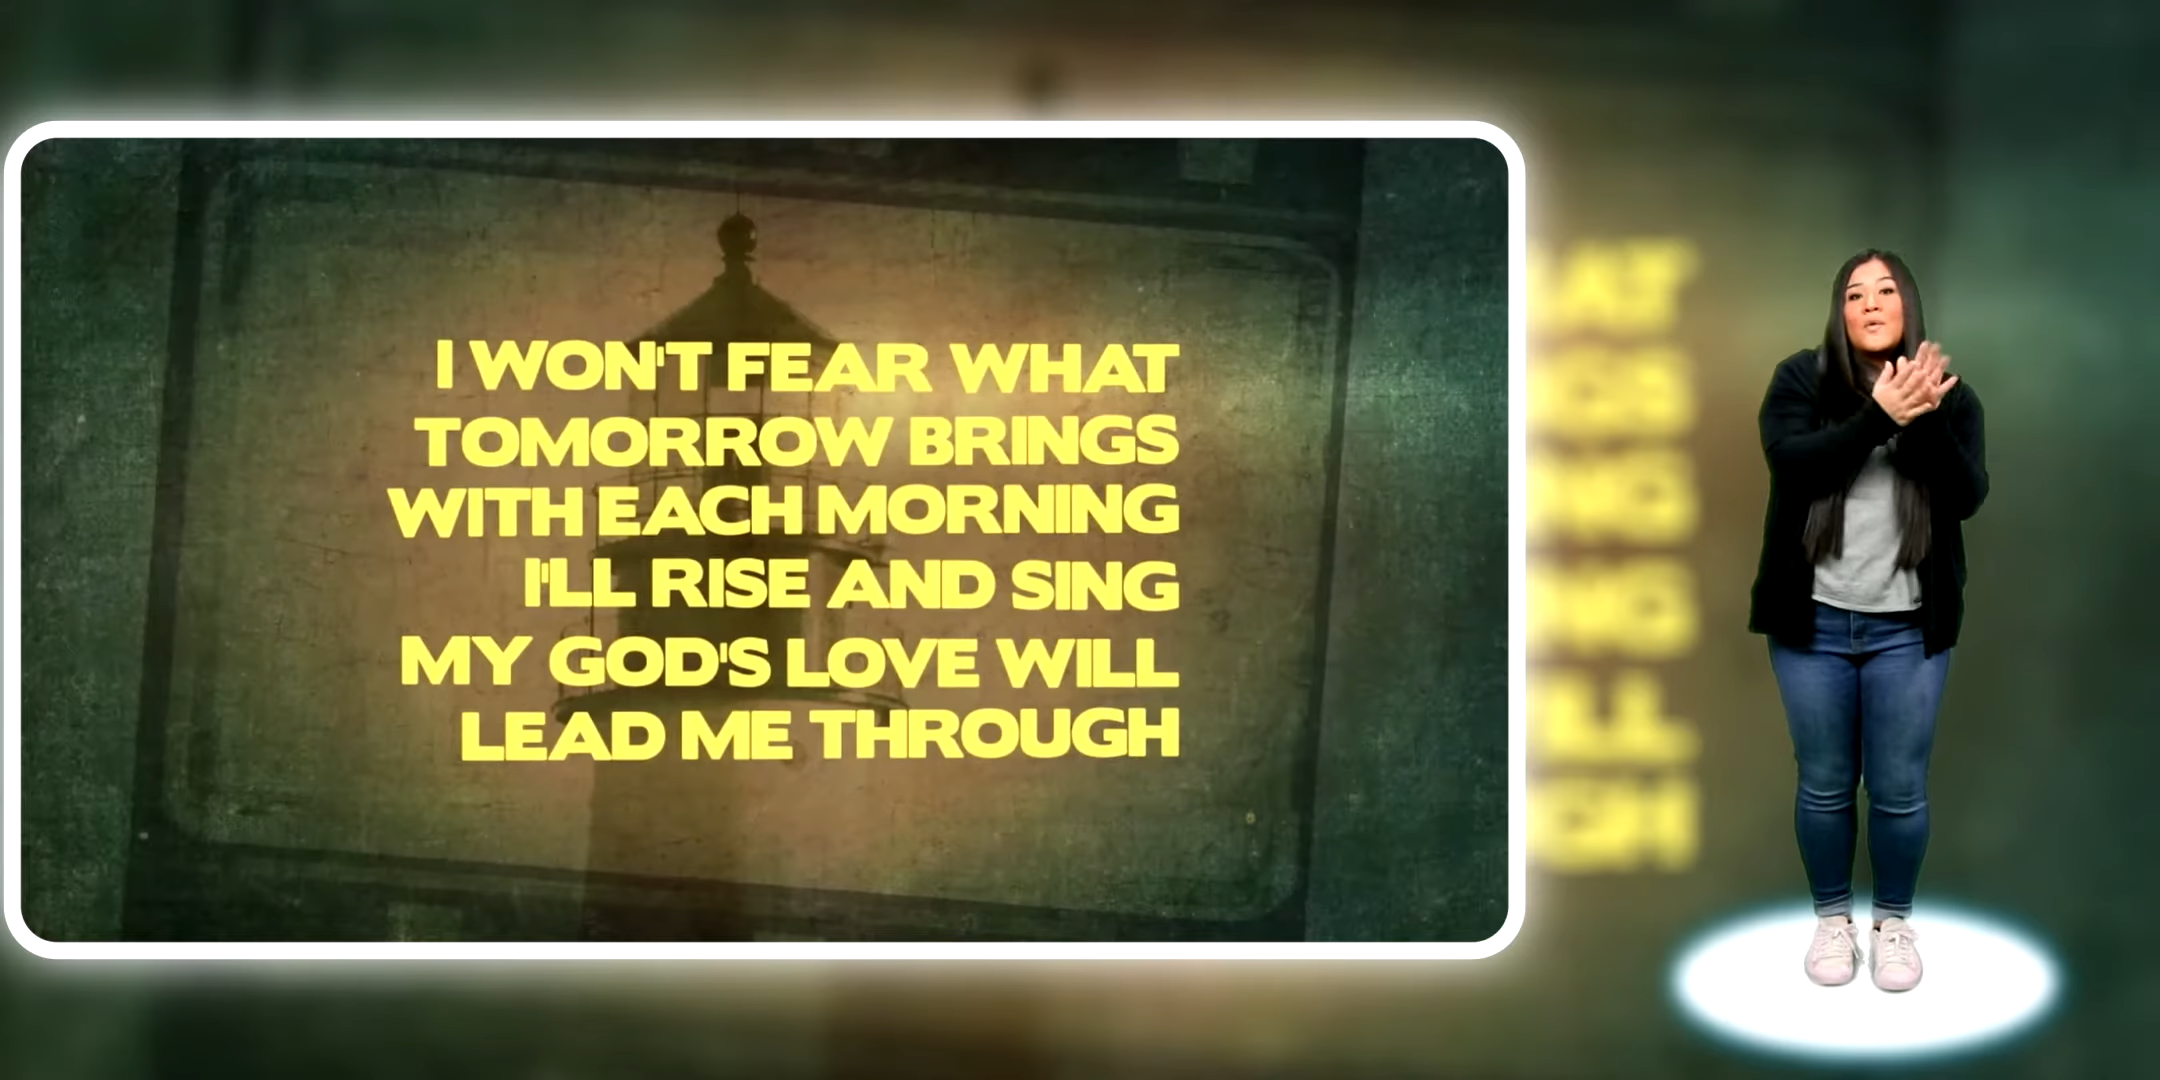 I WON'T FEAR WHAT
TOMORROW BRINGS
WITH EACH MORNING
I'LL RISE AND SING
MY GOD'S LOVE WILL
LEAD ME THROUGH